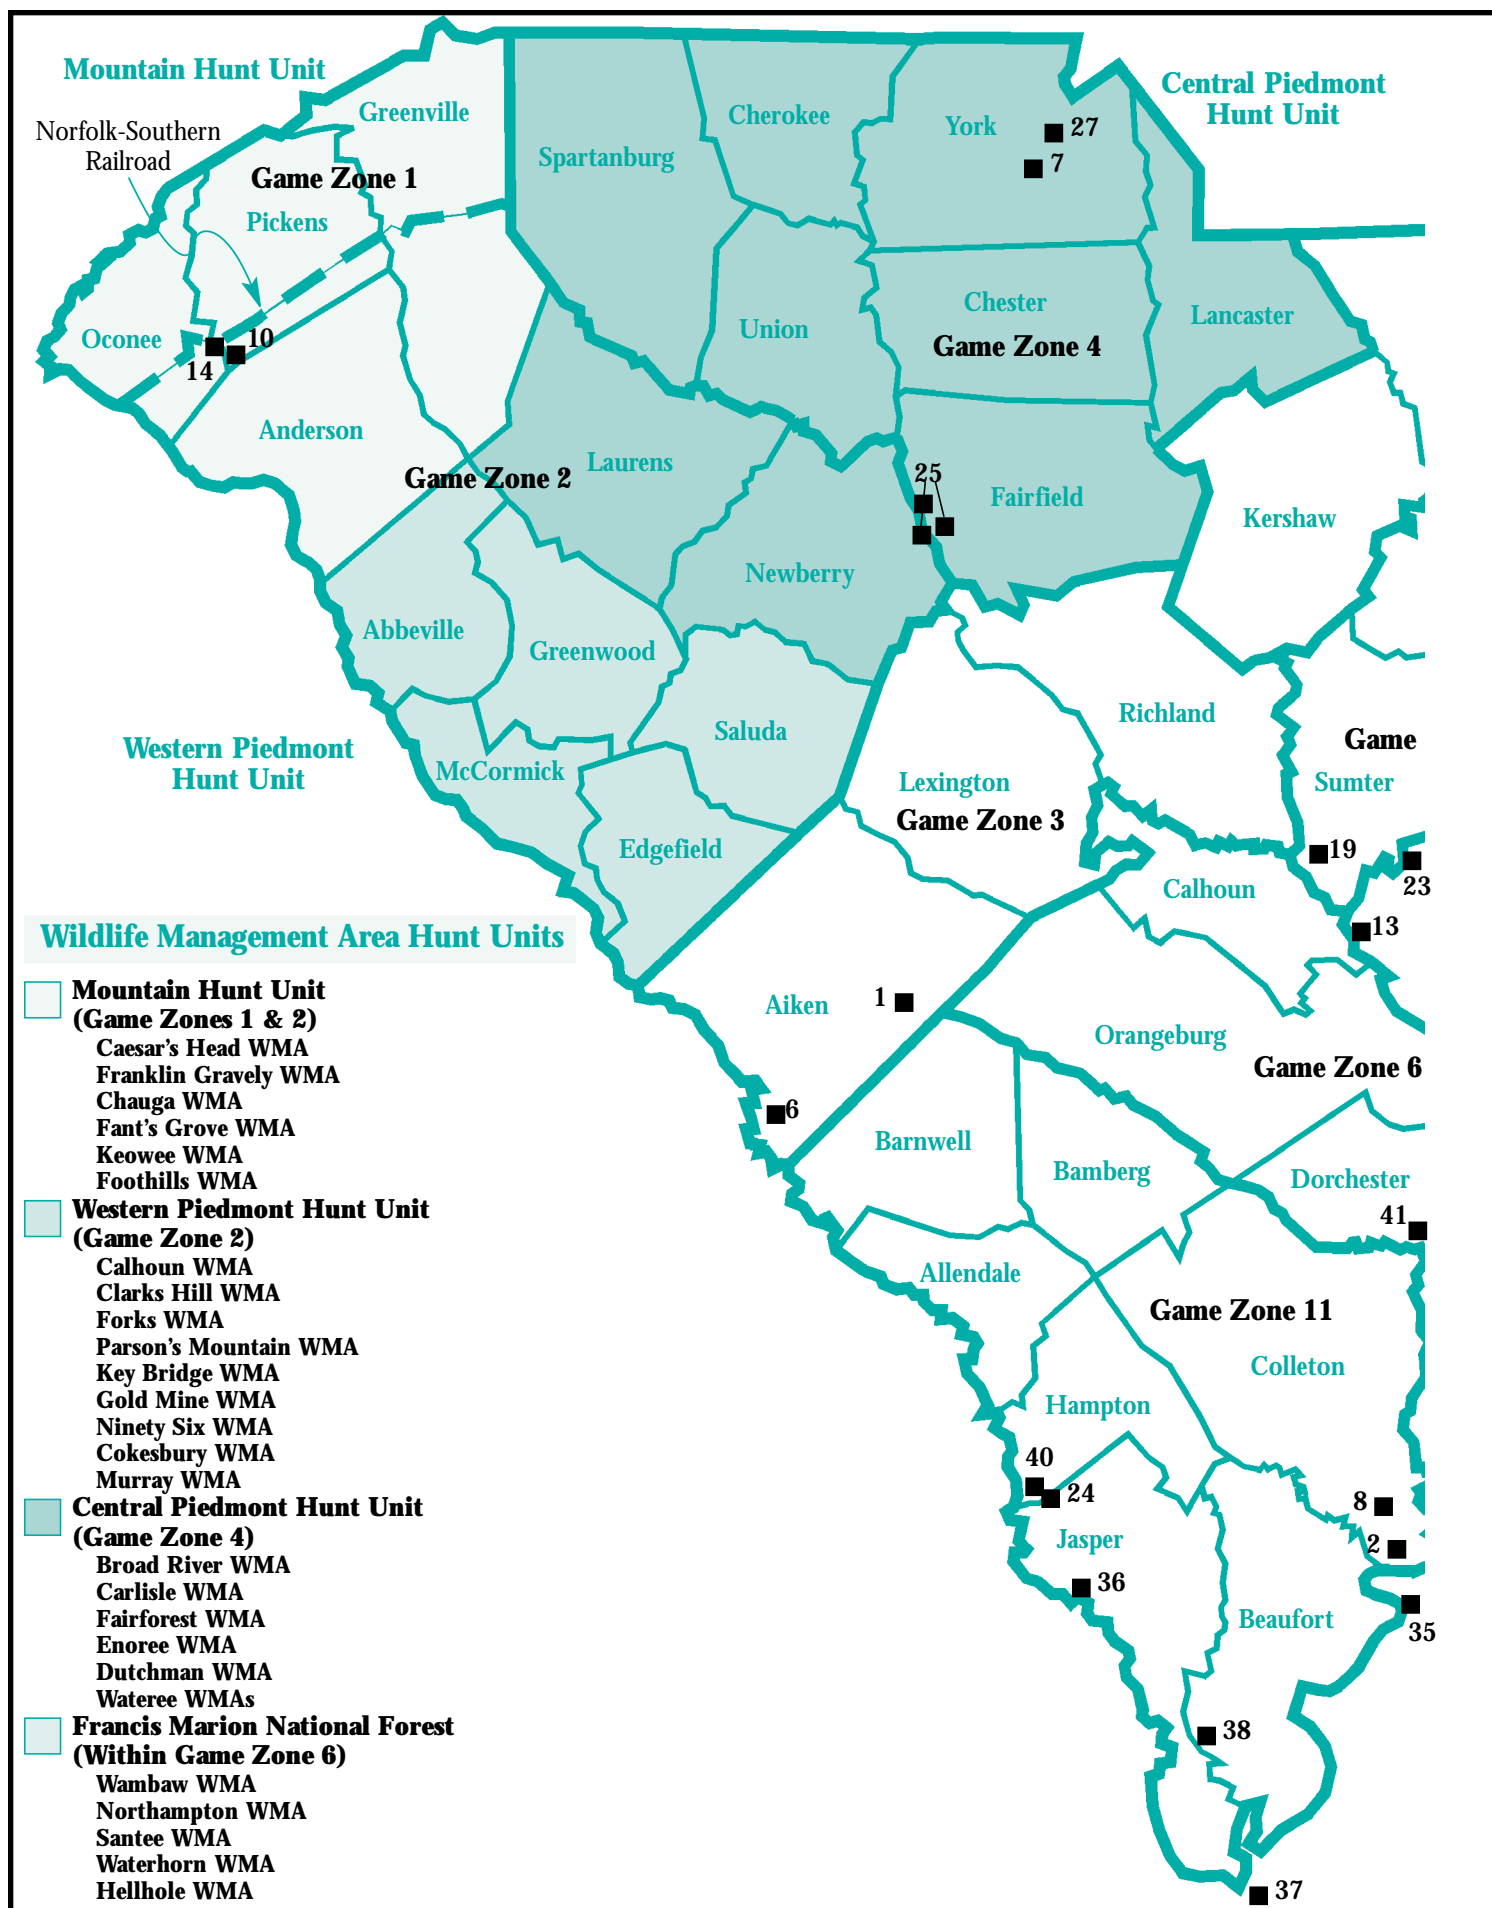 Mountain Hunt Unit
Central Piedmont
Hunt Unit
Greenville
Norfolk-Southern
Railroad
Game Zone 1
Pickens
Spartanburg
Cherokee
York
27
7
Oconee
10
14
Union
Chester
Game Zone 4
Lancaster
Anderson
Game Zone 2
Laurens
25
Fairfield
Kershaw
Newberry
Abbeville
Greenwood
Richland
Saluda
Western Piedmont
Hunt Unit
McCormick
Game
Sumter
Lexington
Game Zone 3
Edgefield
19
23
Calhoun
13
Wildlife Management Area Hunt Units
Aiken
1
Orangeburg
Game Zone 6
6
Barnwell
Bamberg
Dorchester
41
Allendale
Game Zone 11
Colleton
Hampton
40
24
8
2
Jasper
36
Beaufort
35
38
37
Mountain Hunt Unit
(Game Zones 1 & 2)
Caesar's Head WMA
Franklin Gravely WMA
Chauga WMA
Fant's Grove WMA
Keowee WMA
Foothills WMA
Western Piedmont Hunt Unit
(Game Zone 2)
Calhoun WMA
Clarks Hill WMA
Forks WMA
Parson's Mountain WMA
Key Bridge WMA
Gold Mine WMA
Ninety Six WMA
Cokesbury WMA
Murray WMA
Central Piedmont Hunt Unit
(Game Zone 4)
Broad River WMA
Carlisle WMA
Fairforest WMA
Enoree WMA
Dutchman WMA
Wateree WMAs
Francis Marion National Forest
(Within Game Zone 6)
Wambaw WMA
Northampton WMA
Santee WMA
Waterhorn WMA
Hellhole WMA